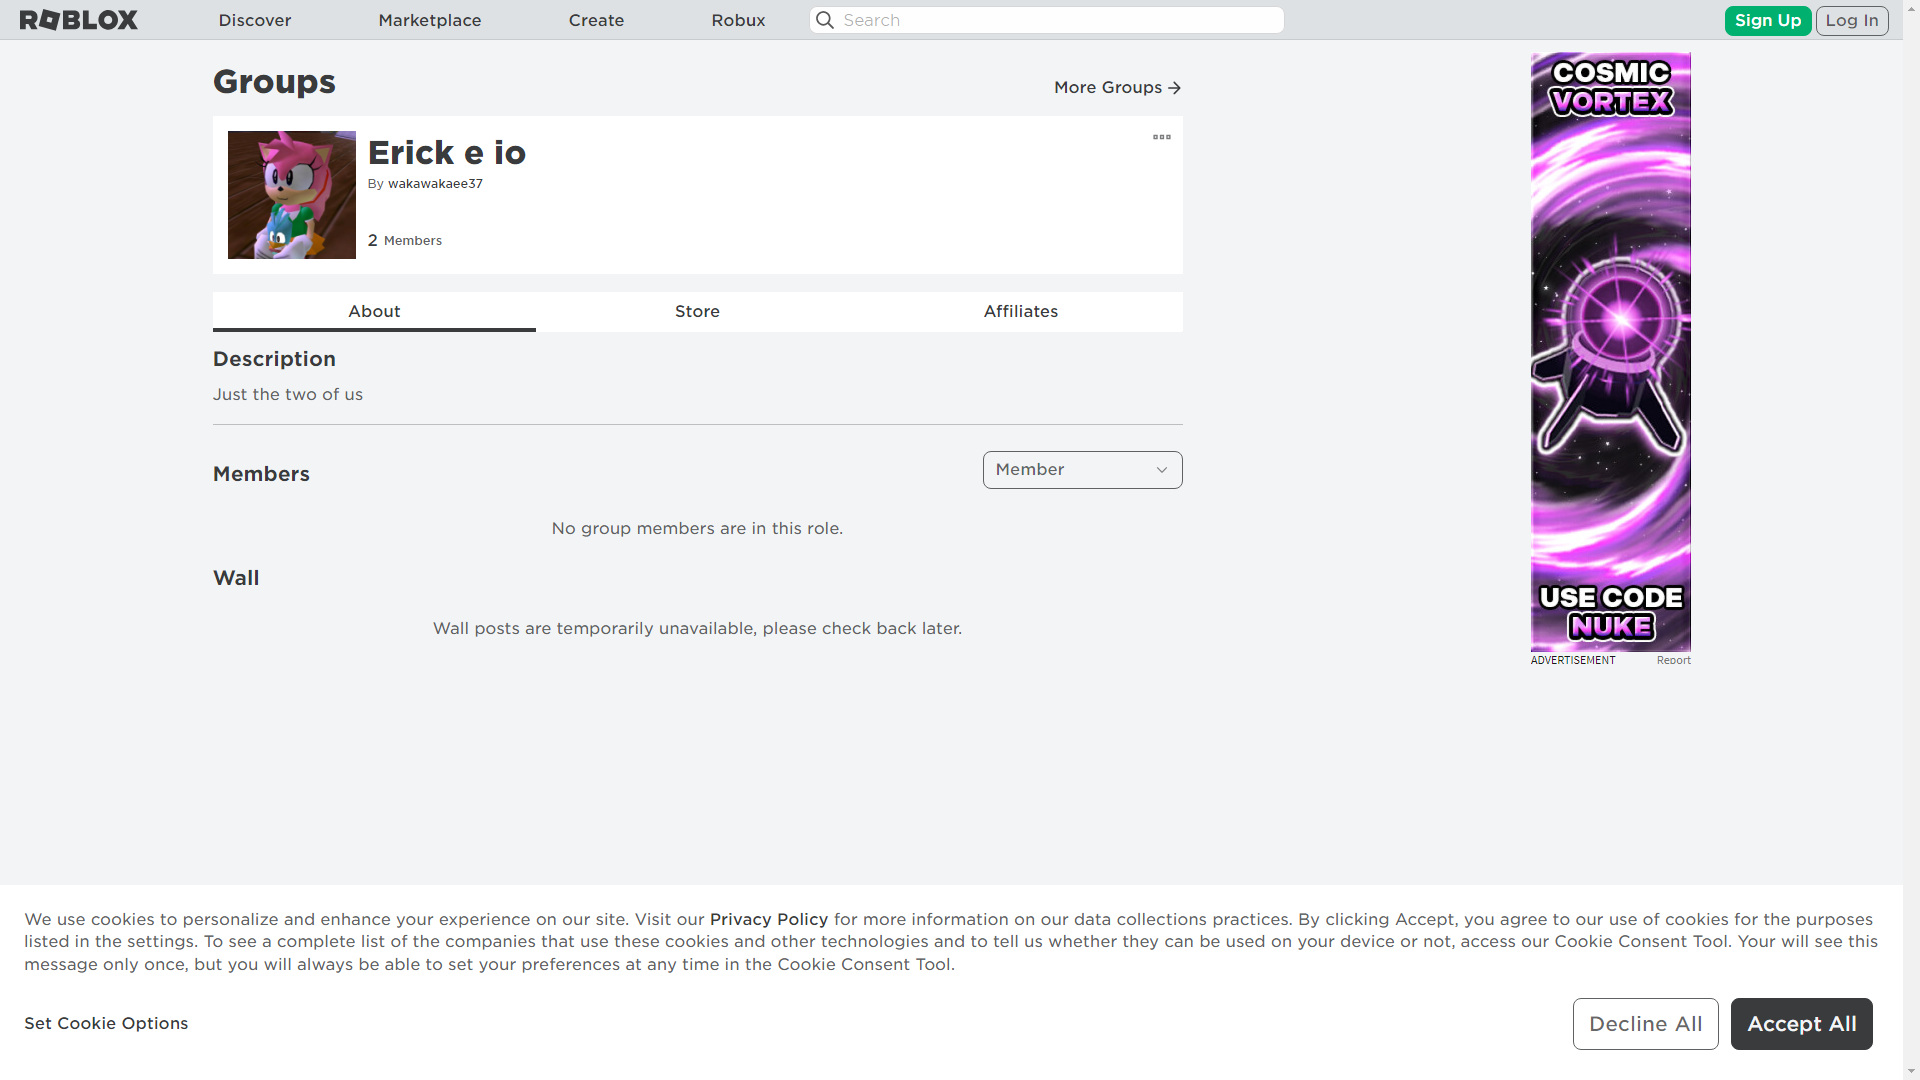 ROBLOX
Discover
Marketplace
Create
Robux
Search
Sign Up
Log In
Groups
More Groups
Erick e io
By wakawakaee37
2 Members
About
Store
Affiliates
Description
Just the two of us
Members
Member
No group members are in this role.
Wall
Wall posts are temporarily unavailable, please check back later.
COSMIC
VORTEX
USE CODE
NUKE
ADVERTISEMENT
Report
We use cookies to personalize and enhance your experience on our site. Visit our Privacy Policy for more information on our data collections practices. By clicking Accept, you agree to our use of cookies for the purposes
listed in the settings. To see a complete list of the companies that use these cookies and other technologies and to tell us whether they can be used on your device or not, access our Cookie Consent Tool. Your will see this
message only once, but you will always be able to set your preferences at any time in the Cookie Consent Tool.
Set Cookie Options
Decline All
Accept All